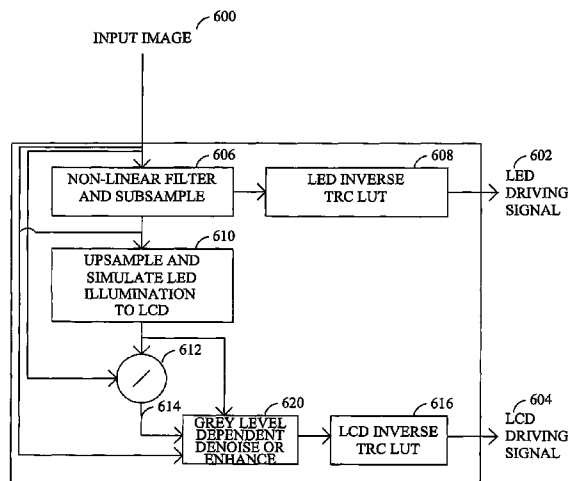 600
INPUT IMAGE
606
NON-LINEAR FILTER
AND SUBSAMPLE
608
LED INVERSE
TRC LUT
602
LED
DRIVING
SIGNAL
610
UPSAMPLE AND
SIMULATE LED
ILLUMINATION
TO LCD
612
/
614
620
GREY LEVEL
DEPENDENT
DENOISE OR
ENHANCE
616
LCD INVERSE
TRC LUT
604
LCD
DRIVING
SIGNAL